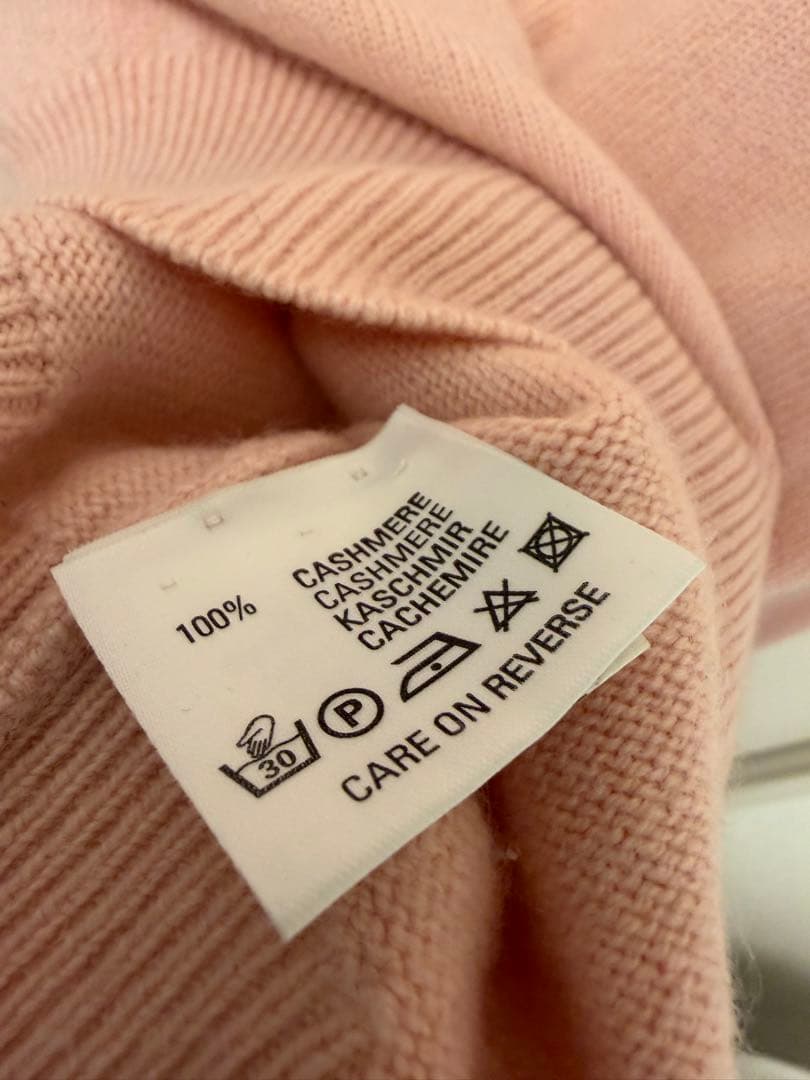 100%
CASHMERE
CASHMERE
KASCHMIR
CACHEMIRE
30
P
CARE ON REVERSE